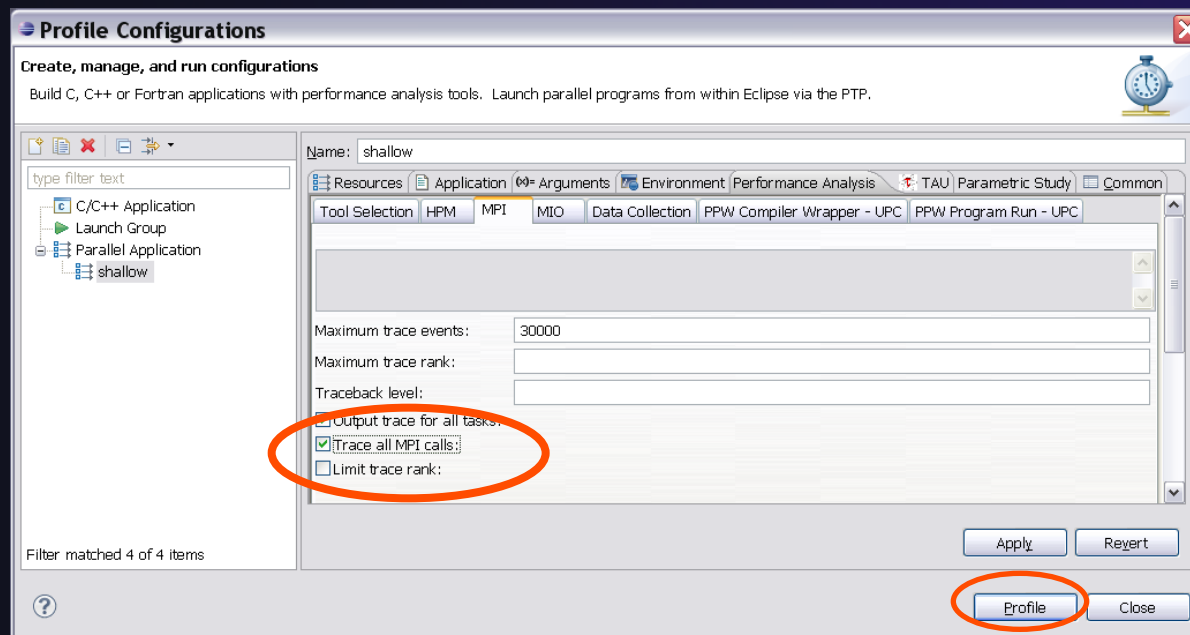 Profile Configurations
Create, manage, and run configurations
Build C, C++ or Fortran applications with performance analysis tools. Launch parallel programs from within Eclipse via the PTP.
type filter text
C/C++ Application
Launch Group
Parallel Application
shallow
Filter matched 4 of 4 items
Name: shallow
Resources Application (x)= Arguments Environment Performance Analysis TAU Parametric Study Common
Tool Selection HPM MPI MIO Data Collection PPW Compiler Wrapper - UPC PPW Program Run - UPC
Maximum trace events: 30000
Maximum trace rank:
Traceback level:
Output trace for all tasks:
Trace all MPI calls:
Limit trace rank:
Apply Revert
? Profile Close